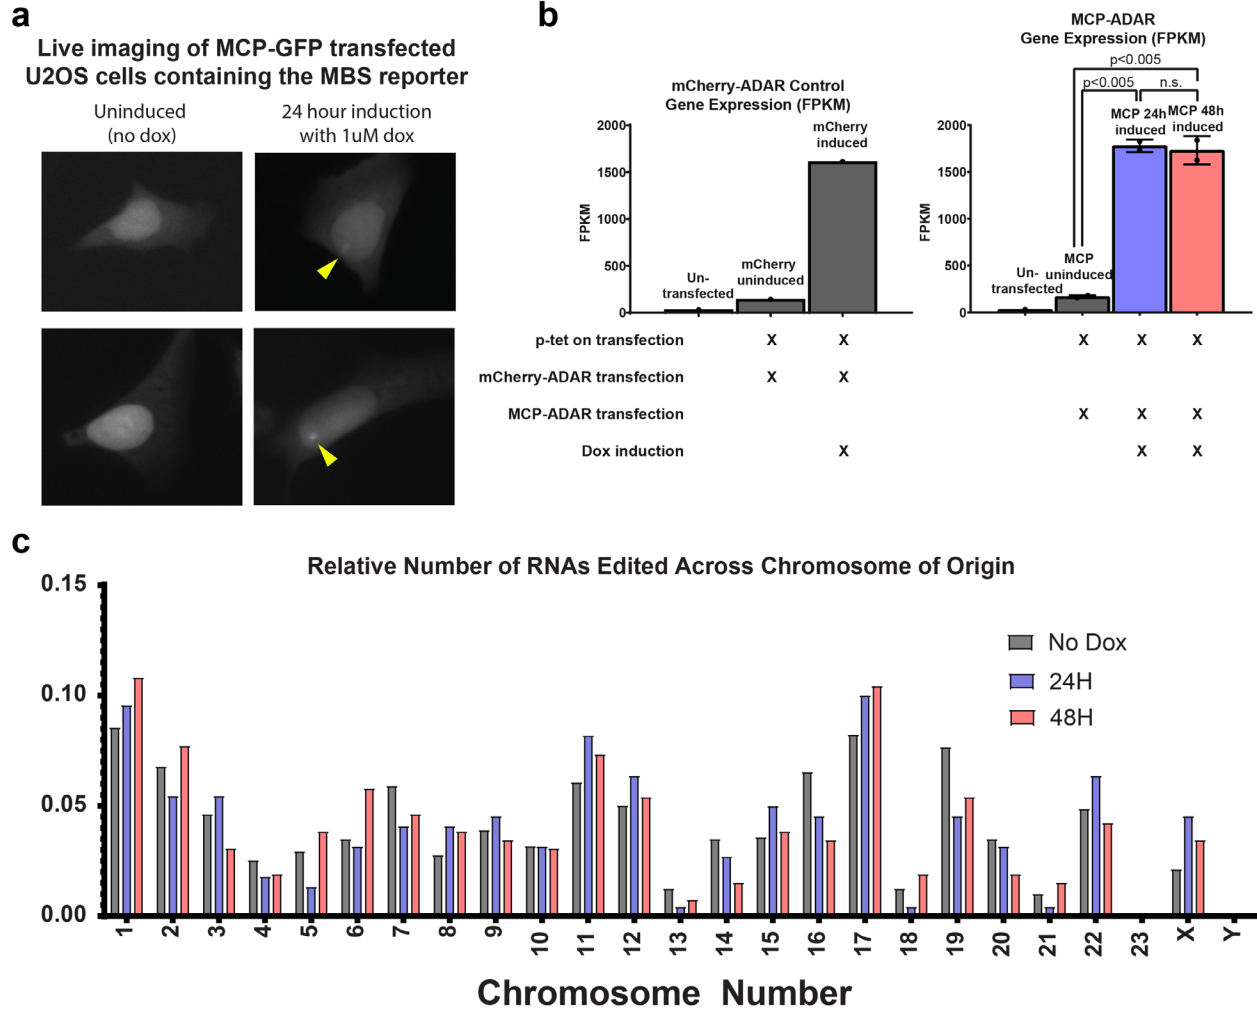 a
Live imaging of MCP-GFP transfected
U2OS cells containing the MBS reporter
Uninduced
(no dox)
24 hour induction
with 1uM dox
b
mCherry-ADAR Control
Gene Expression (FPKM)
FPKM
2000
1500
1000
500
0
Un-
transfected
mCherry
uninduced
mCherry
induced
MCP-ADAR
Gene Expression (FPKM)
p<0.005
p<0.005
n.s.
FPKM
2000
1500
1000
500
0
Un-
transfected
MCP
uninduced
MCP 24h
induced
MCP 48h
induced
p-tet on transfection X X X X X
mCherry-ADAR transfection X X
MCP-ADAR transfection X X X
Dox induction X X X
c
Relative Number of RNAs Edited Across Chromosome of Origin
0.15
0.10
0.05
0.00
No Dox
24H
48H
1 2 3 4 5 6 7 8 9 10 11 12 13 14 15 16 17 18 19 20 21 22 23 X Y
Chromosome Number